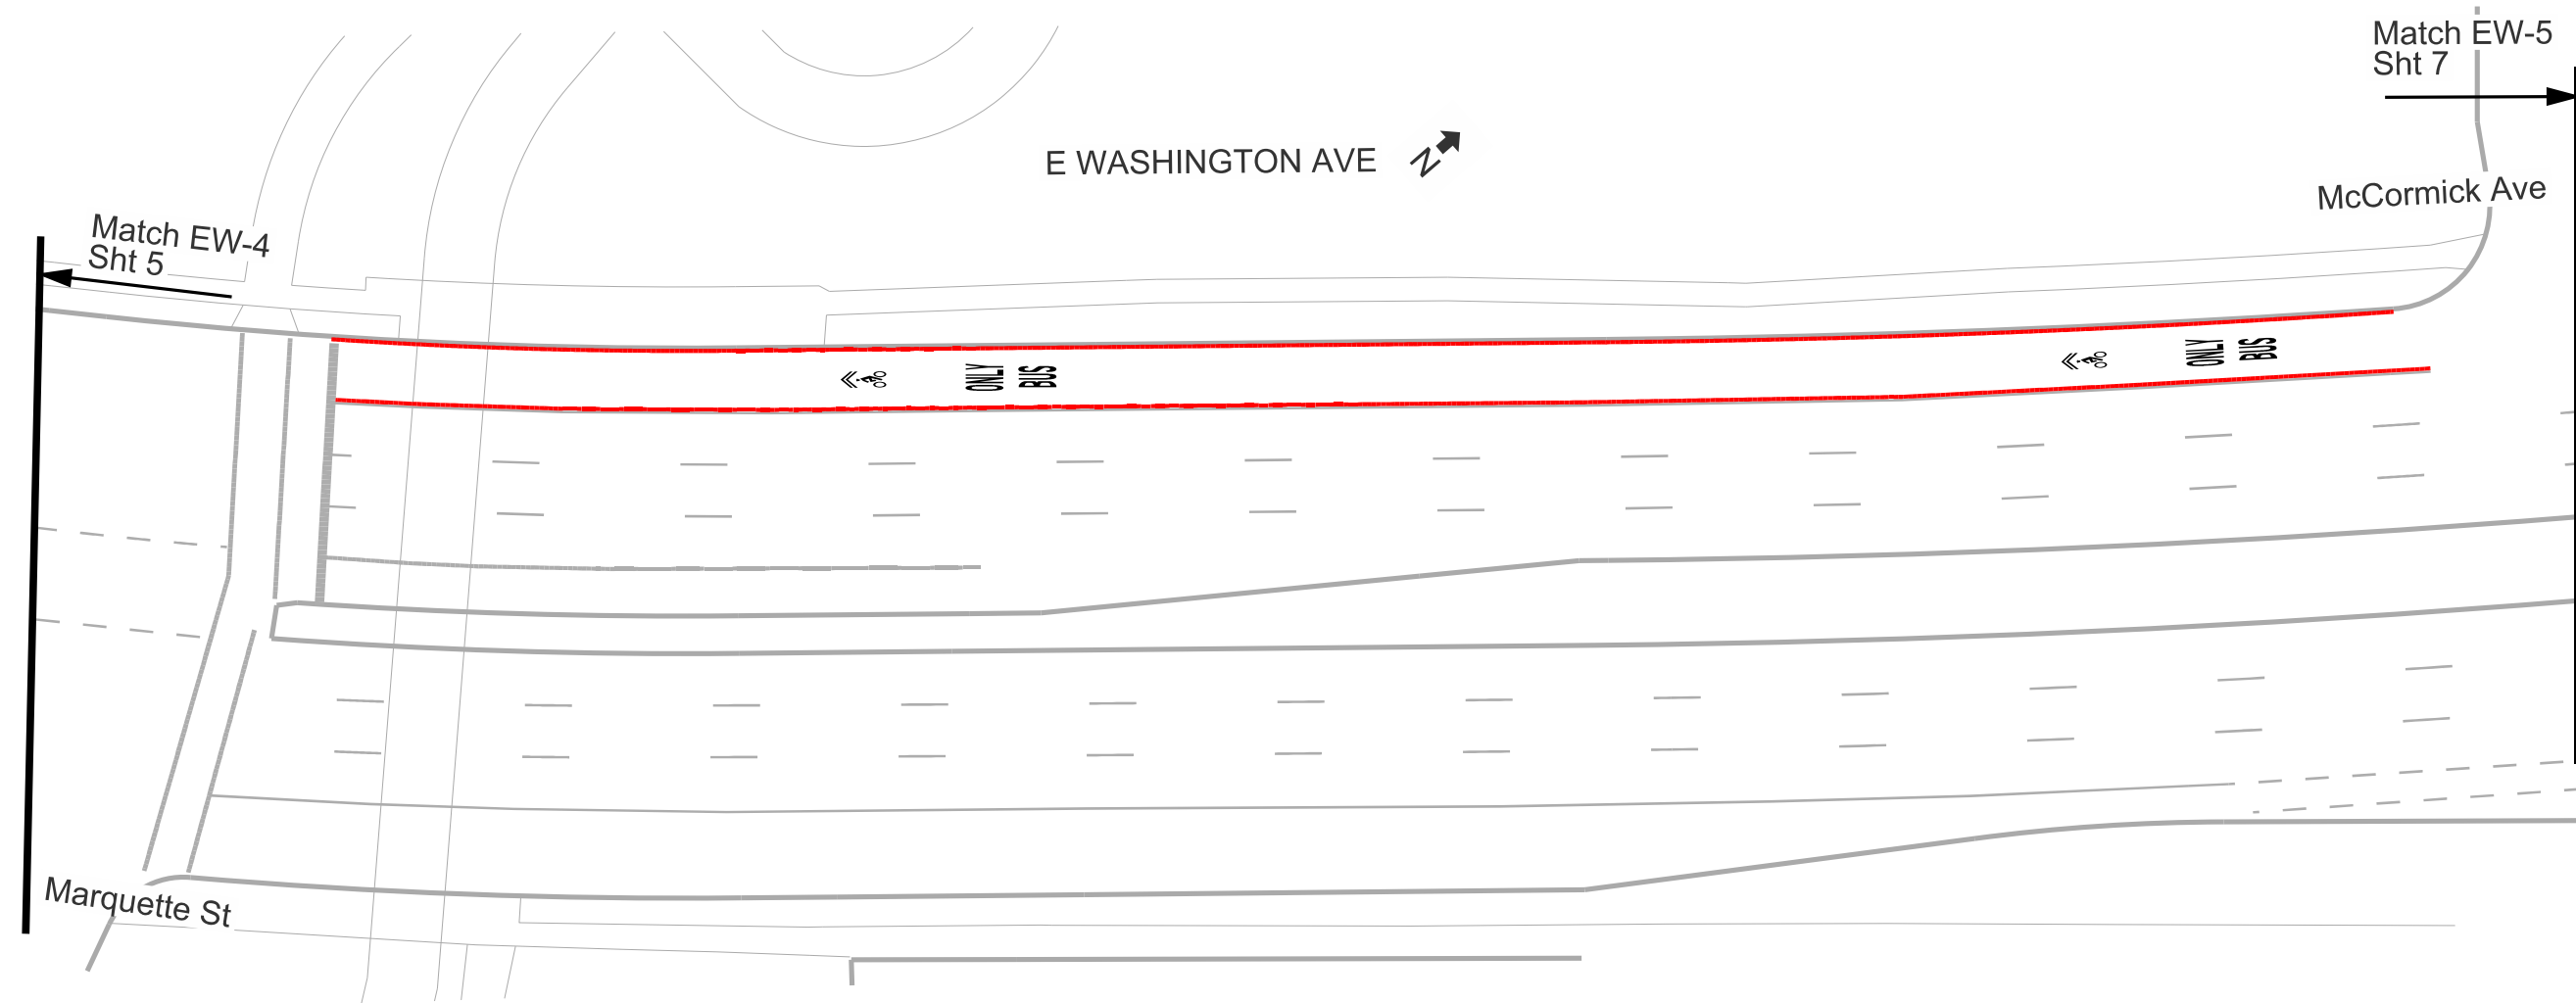 Match EW-5
Sht 7
E WASHINGTON AVE
N
McCormick Ave
Match EW-4
Sht 5
ONLY
BUS
ONLY
BUS
Marquette St